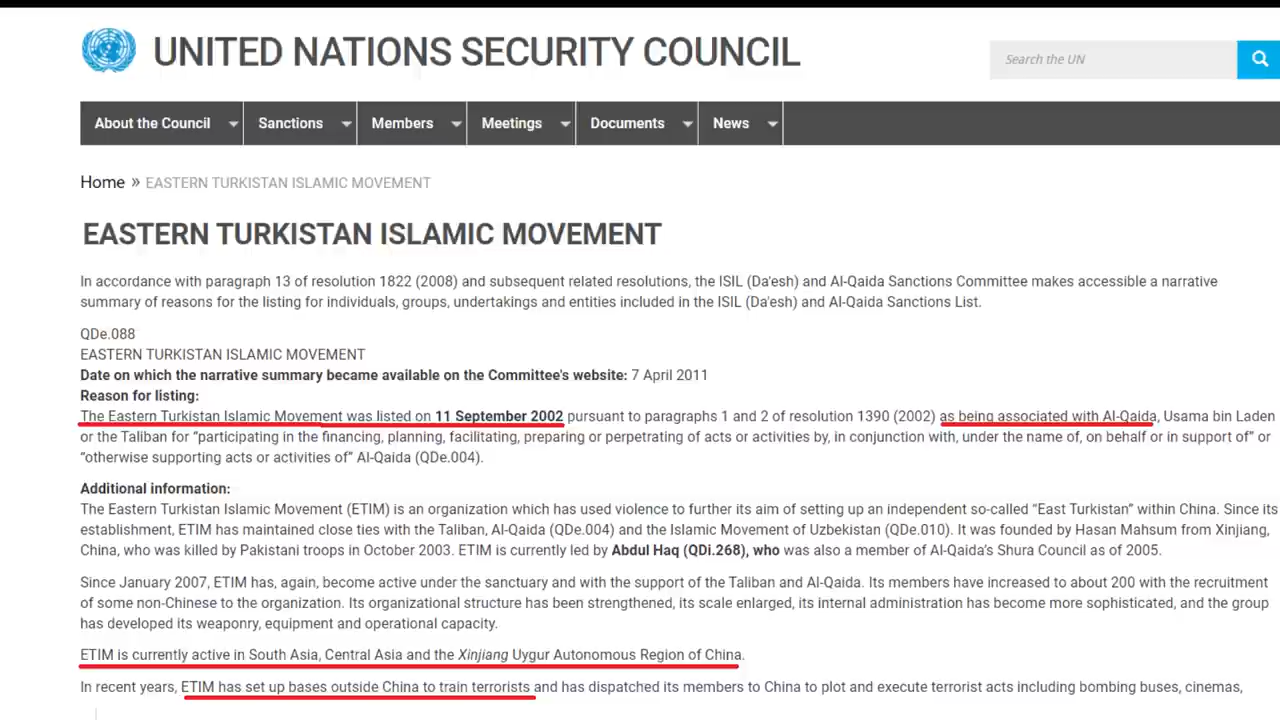 UNITED NATIONS SECURITY COUNCIL
Search the UN
About the Council Sanctions Members Meetings Documents News
Home » EASTERN TURKISTAN ISLAMIC MOVEMENT
EASTERN TURKISTAN ISLAMIC MOVEMENT
In accordance with paragraph 13 of resolution 1822 (2008) and subsequent related resolutions, the ISIL (Da'esh) and Al-Qaida Sanctions Committee makes accessible a narrative
summary of reasons for the listing for individuals, groups, undertakings and entities included in the ISIL (Da'esh) and Al-Qaida Sanctions List.
QDe.088
EASTERN TURKISTAN ISLAMIC MOVEMENT
Date on which the narrative summary became available on the Committee's website: 7 April 2011
Reason for listing:
The Eastern Turkistan Islamic Movement was listed on 11 September 2002 pursuant to paragraphs 1 and 2 of resolution 1390 (2002) as being associated with Al-Qaida, Usama bin Laden
or the Taliban for “participating in the financing, planning, facilitating, preparing or perpetrating of acts or activities by, in conjunction with, under the name of, on behalf or in support of” or
“otherwise supporting acts or activities of” Al-Qaida (QDe.004).
Additional information:
The Eastern Turkistan Islamic Movement (ETIM) is an organization which has used violence to further its aim of setting up an independent so-called “East Turkistan” within China. Since its
establishment, ETIM has maintained close ties with the Taliban, Al-Qaida (QDe.004) and the Islamic Movement of Uzbekistan (QDe.010). It was founded by Hasan Mahsum from Xinjiang,
China, who was killed by Pakistani troops in October 2003. ETIM is currently led by Abdul Haq (QDi.268), who was also a member of Al-Qaida's Shura Council as of 2005.
Since January 2007, ETIM has, again, become active under the sanctuary and with the support of the Taliban and Al-Qaida. Its members have increased to about 200 with the recruitment
of some non-Chinese to the organization. Its organizational structure has been strengthened, its scale enlarged, its internal administration has become more sophisticated, and the group
has developed its weaponry, equipment and operational capacity.
ETIM is currently active in South Asia, Central Asia and the Xinjiang Uygur Autonomous Region of China.
In recent years, ETIM has set up bases outside China to train terrorists and has dispatched its members to China to plot and execute terrorist acts including bombing buses, cinemas,